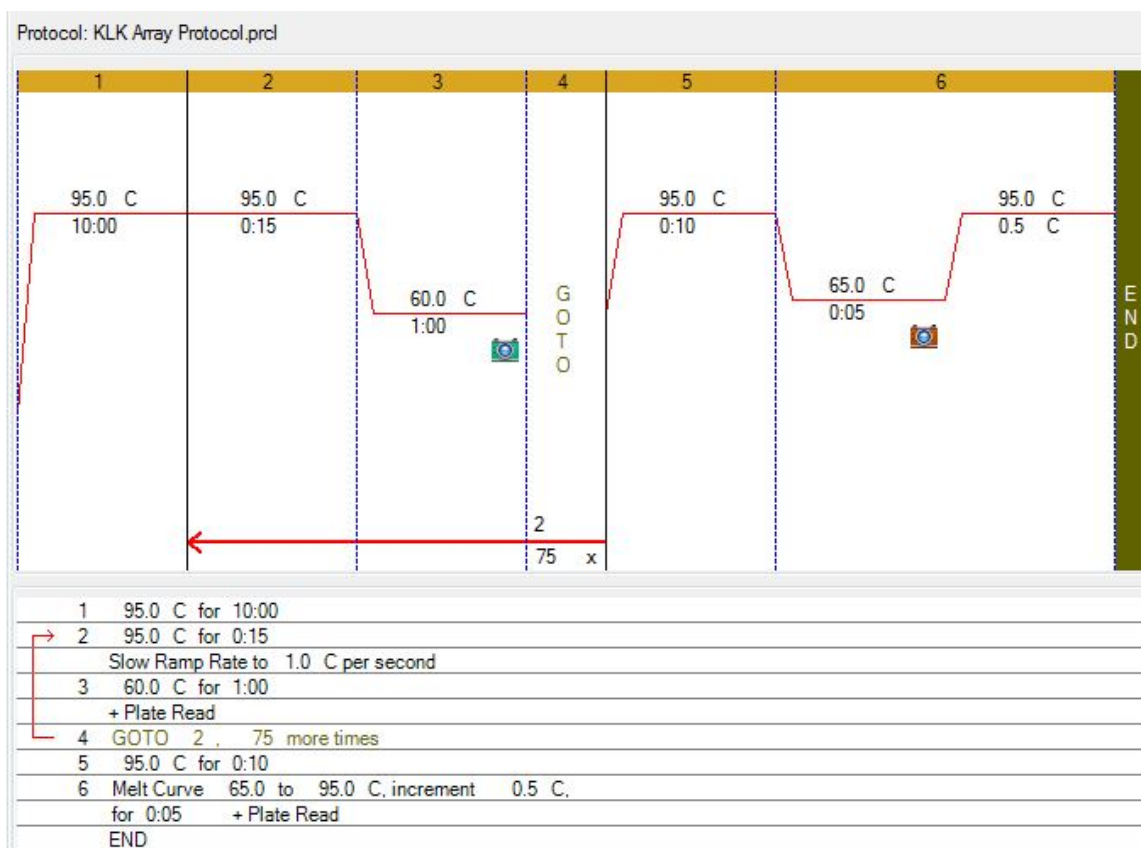 Protocol: KLK Array Protocol.prcl
1 2 3 4 5 6
95.0 C 95.0 C 95.0 C 95.0 C
10:00 0:15 0:10 0.5 C
60.0 C 65.0 C
1:00 0:05
GOTO
END
2
75 x
1 95.0 C for 10:00
2 95.0 C for 0:15
Slow Ramp Rate to 1.0 C per second
3 60.0 C for 1:00
+ Plate Read
4 GOTO 2 , 75 more times
5 95.0 C for 0:10
6 Melt Curve 65.0 to 95.0 C, increment 0.5 C,
for 0:05 + Plate Read
END